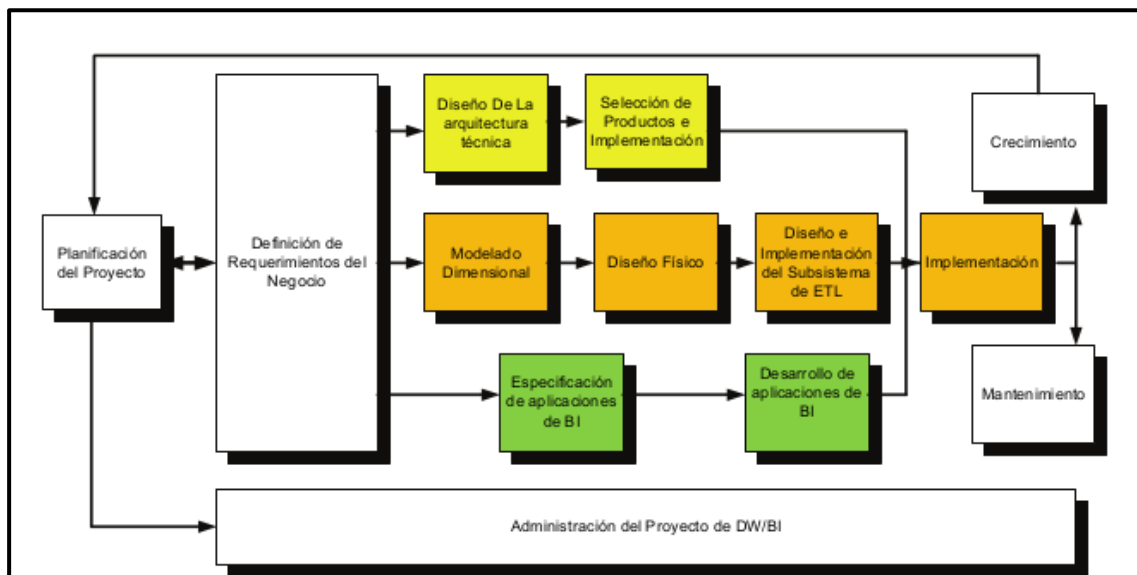 Diseño De La
arquitectura
técnica
Selección de
Productos e
Implementación
Crecimiento
Planificación
del Proyecto
Definición de
Requerimientos del
Negocio
Modelado
Dimensional
Diseño Físico
Diseño e
Implementación
del Subsistema
de ETL
Implementación
Especificación
de aplicaciones
de BI
Desarrollo de
aplicaciones de
BI
Mantenimiento
Administración del Proyecto de DW/BI